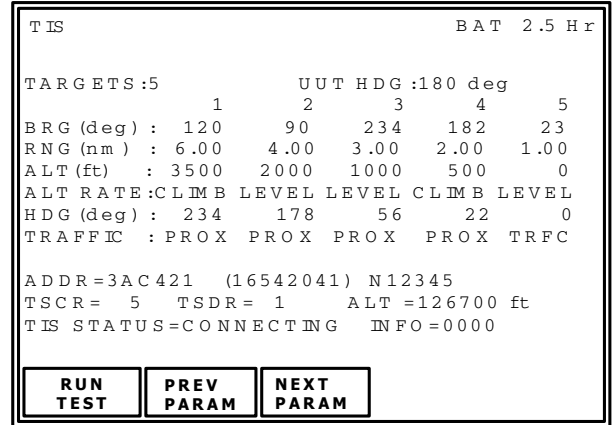 TIS BAT 2.5 Hr
TARGETS:5 UUT HDG:180 deg
1 2 3 4 5
BRG(deg): 120 90 234 182 23
RNG(nm): 6.00 4.00 3.00 2.00 1.00
ALT(ft) : 3500 2000 1000 500 0
ALT RATE:CLIMB LEVEL LEVEL CLIMB LEVEL
HDG(deg): 234 178 56 22 0
TRAFFIC : PROX PROX PROX PROX TRFC
ADDR=3AC421 (16542041) N12345
TSCR= 5 TSDR= 1 ALT =126700 ft
TIS STATUS=CONNECTING INFO=0000
RUN TEST
PREV PARAM
NEXT PARAM